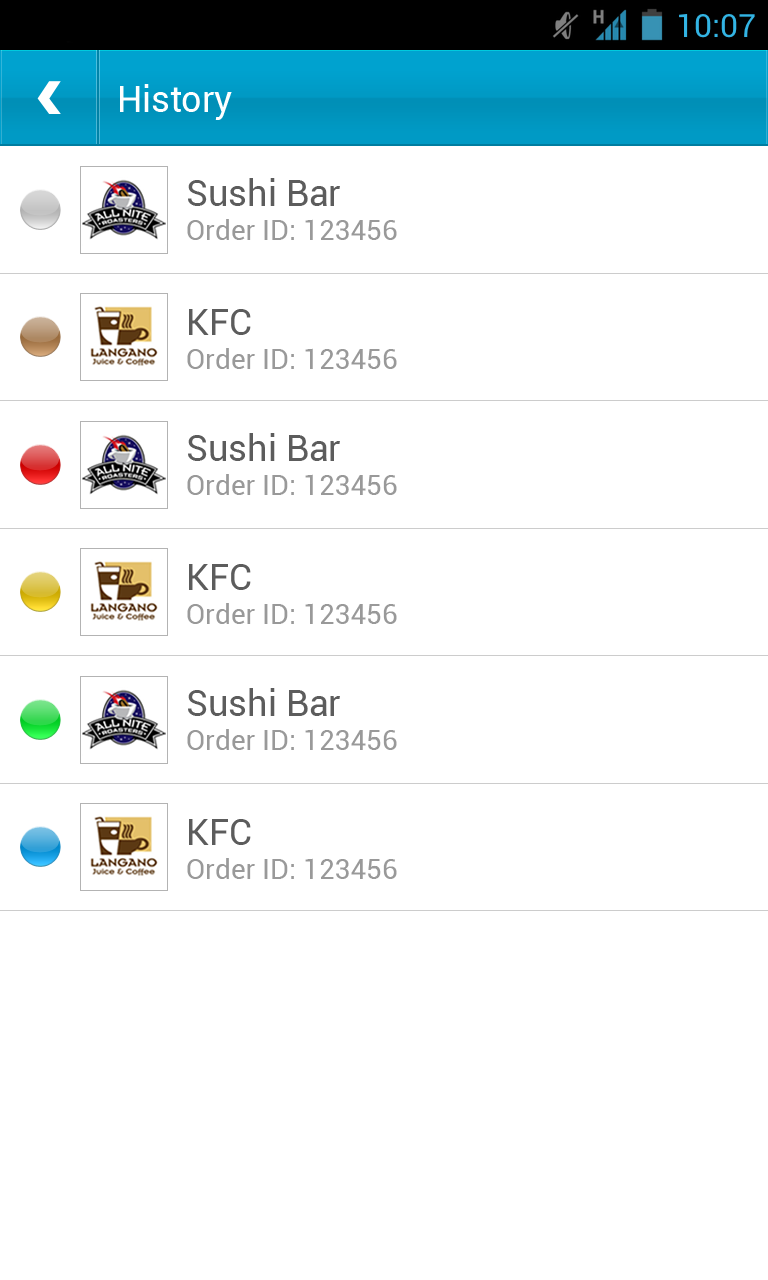 H
10:07
History
ALL NITE
ROASTERS
Sushi Bar
Order ID: 123456
LANGANO
Juice & Coffee
KFC
Order ID: 123456
ALL NITE
ROASTERS
Sushi Bar
Order ID: 123456
LANGANO
Juice & Coffee
KFC
Order ID: 123456
ALL NITE
ROASTERS
Sushi Bar
Order ID: 123456
LANGANO
Juice & Coffee
KFC
Order ID: 123456